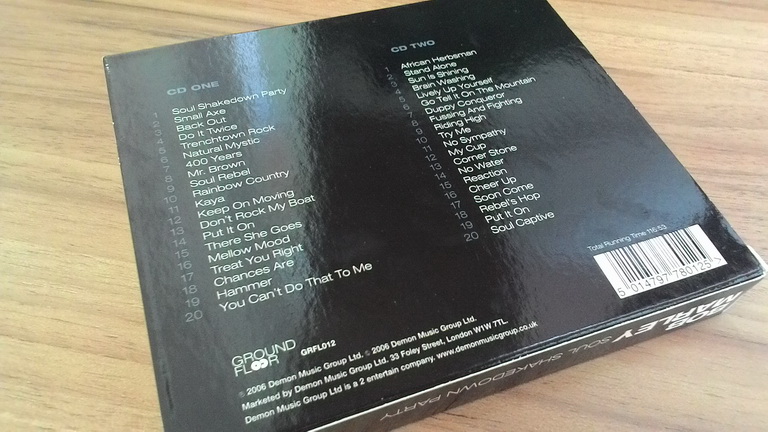 CD ONE
1 Soul Shakedown Party
2 Small Axe
3 Back Out
4 Do It Twice
5 Trenchtown Rock
6 Natural Mystic
7 400 Years
8 Mr. Brown
9 Soul Rebel
10 Rainbow Country
11 Kaya
12 Keep On Moving
13 Don't Rock My Boat
14 Put It On
15 There She Goes
16 Mellow Mood
17 Treat You Right
18 Chances Are
19 Hammer
20 You Can't Do That To Me
CD TWO
1 African Herbsman
2 Stand Alone
3 Sun Is Shining
4 Brain Washing
5 Lively Up Yourself
6 Go Tell It On The Mountain
7 Duppy Conqueror
8 Fussing And Fighting
9 Riding High
10 Try Me
11 No Sympathy
12 My Cup
13 Corner Stone
14 No Water
15 Reaction
16 Cheer Up
17 Soon Come
18 Rebel's Hop
19 Put It On
20 Soul Captive
Total Running Time 116:53
5 014797 780125
GROUND FLOOR
GRFL012
℗ 2006 Demon Music Group Ltd. © 2006 Demon Music Group Ltd.
Marketed by Demon Music Group Ltd. 33 Foley Street, London W1W 7TL.
Demon Music Group Ltd is a 2 entertain company. www.demonmusicgroup.co.uk
BOB MARLEY SOUL SHAKEDOWN PARTY